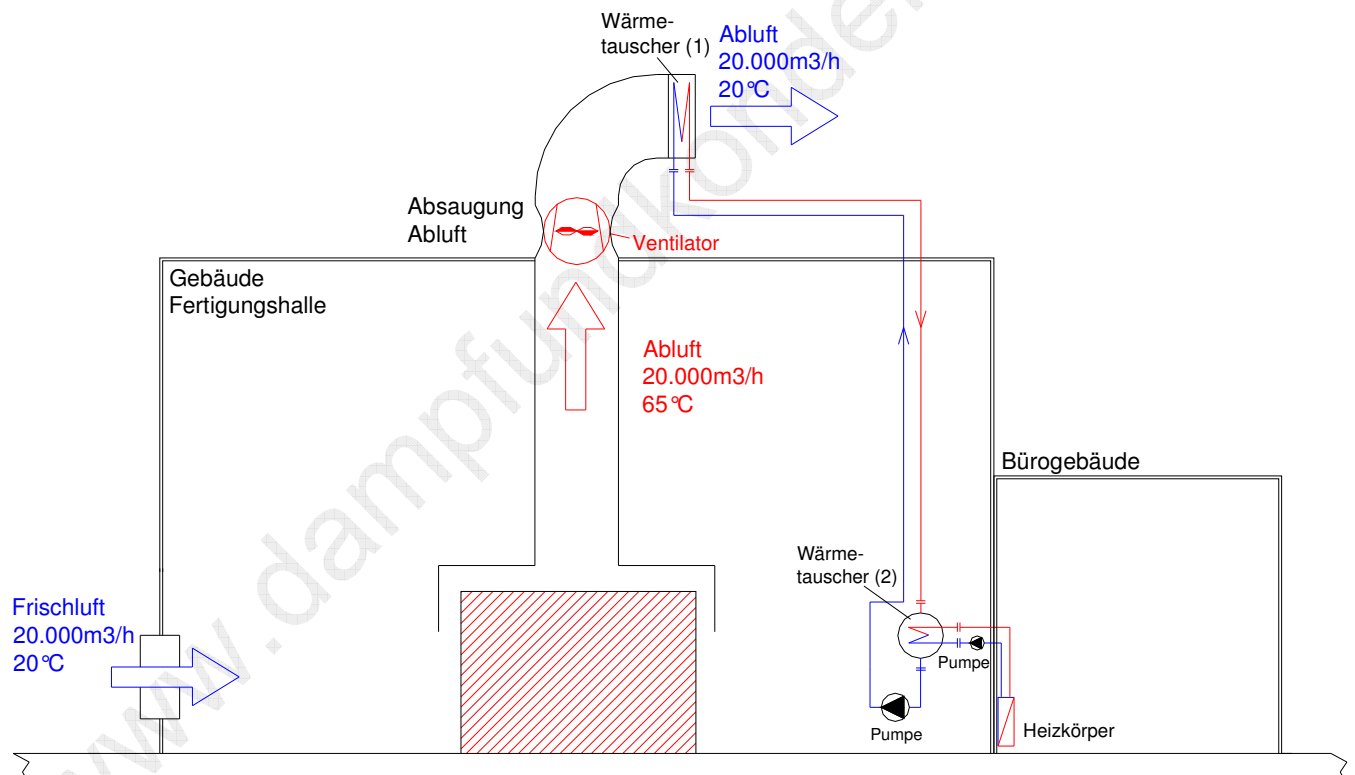 Wärme-
tauscher (1)
Abluft
20.000m3/h
20°C
Absaugung
Abluft
Ventilator
Gebäude
Fertigungshalle
Abluft
20.000m3/h
65°C
Bürogebäude
Wärme-
tauscher (2)
Frischluft
20.000m3/h
20°C
Pumpe
Pumpe
Heizkörper
www.dampfundkonde